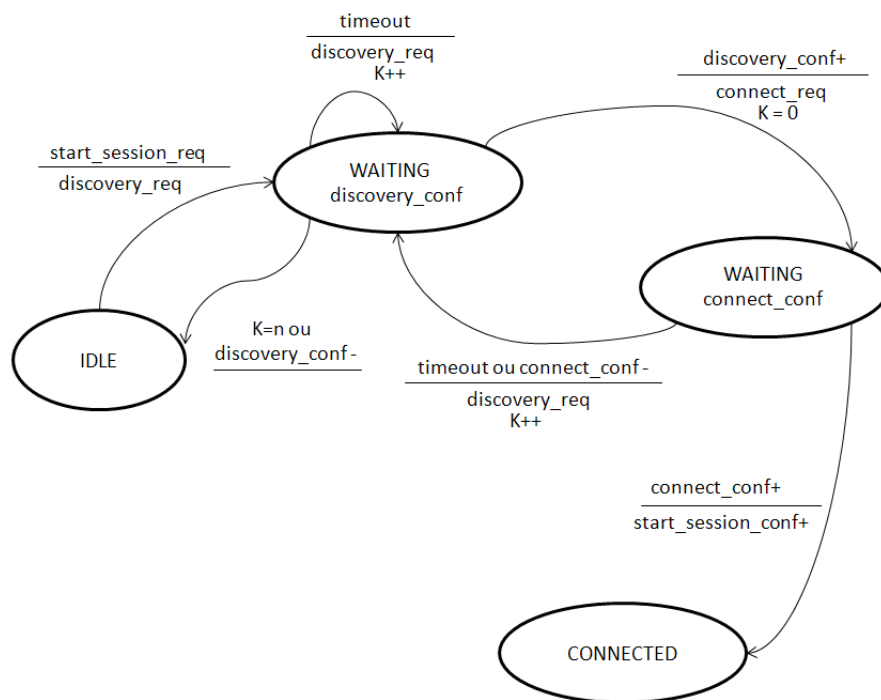 timeout
discovery_req
K++
discovery_conf+
connect_req
K = 0
start_session_req
discovery_req
WAITING
discovery_conf
WAITING
connect_conf
K=n ou
discovery_conf -
IDLE
timeout ou connect_conf -
discovery_req
K++
connect_conf+
start_session_conf+
CONNECTED